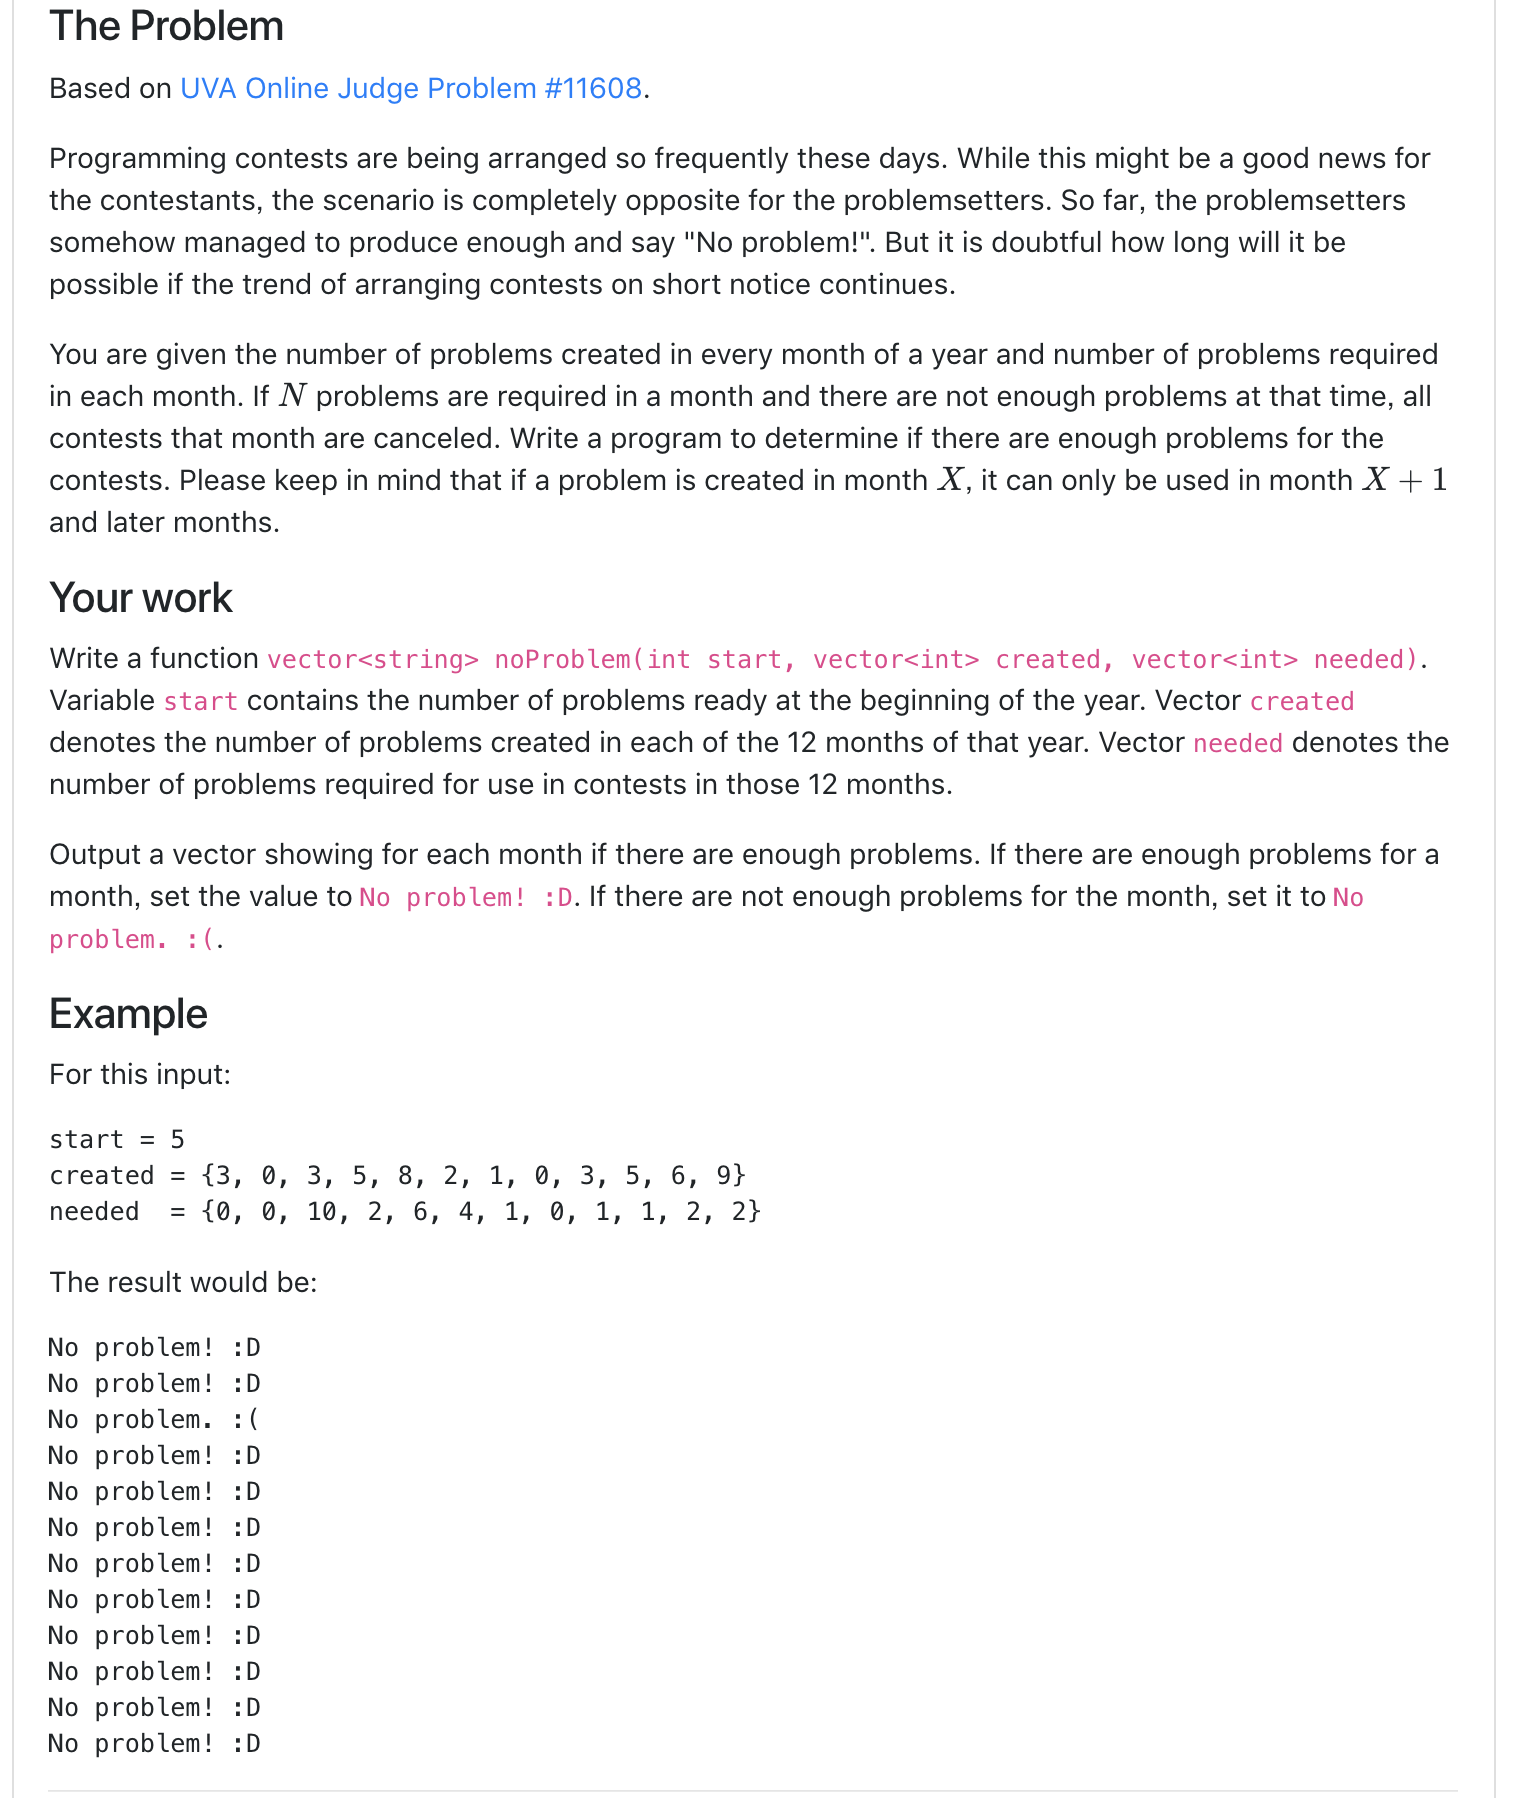 The Problem
Based on UVA Online Judge Problem #11608.
Programming contests are being arranged so frequently these days. While this might be a good news for
the contestants, the scenario is completely opposite for the problemsetters. So far, the problemsetters
somehow managed to produce enough and say "No problem!". But it is doubtful how long will it be
possible if the trend of arranging contests on short notice continues.
You are given the number of problems created in every month of a year and number of problems required
in each month. If N problems are required in a month and there are not enough problems at that time, all
contests that month are canceled. Write a program to determine if there are enough problems for the
contests. Please keep in mind that if a problem is created in month X, it can only be used in month X + 1
and later months.
Your work
Write a function vector<string> noProblem(int start, vector<int> created, vector<int> needed).
Variable start contains the number of problems ready at the beginning of the year. Vector created
denotes the number of problems created in each of the 12 months of that year. Vector needed denotes the
number of problems required for use in contests in those 12 months.
Output a vector showing for each month if there are enough problems. If there are enough problems for a
month, set the value to No problem! :D. If there are not enough problems for the month, set it to No
problem. :(.
Example
For this input:
start = 5
created = {3, 0, 3, 5, 8, 2, 1, 0, 3, 5, 6, 9}
needed  = {0, 0, 10, 2, 6, 4, 1, 0, 1, 1, 2, 2}
The result would be:
No problem! :D
No problem! :D
No problem. :(
No problem! :D
No problem! :D
No problem! :D
No problem! :D
No problem! :D
No problem! :D
No problem! :D
No problem! :D
No problem! :D